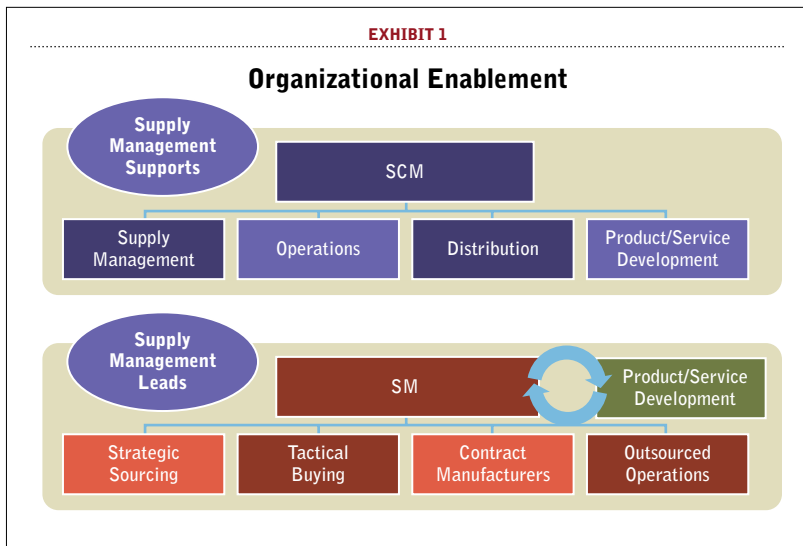 EXHIBIT 1
Organizational Enablement
Supply
Management
Supports
SCM
Supply
Management
Operations
Distribution
Product/Service
Development
Supply
Management
Leads
SM
Product/Service
Development
Strategic
Sourcing
Tactical
Buying
Contract
Manufacturers
Outsourced
Operations